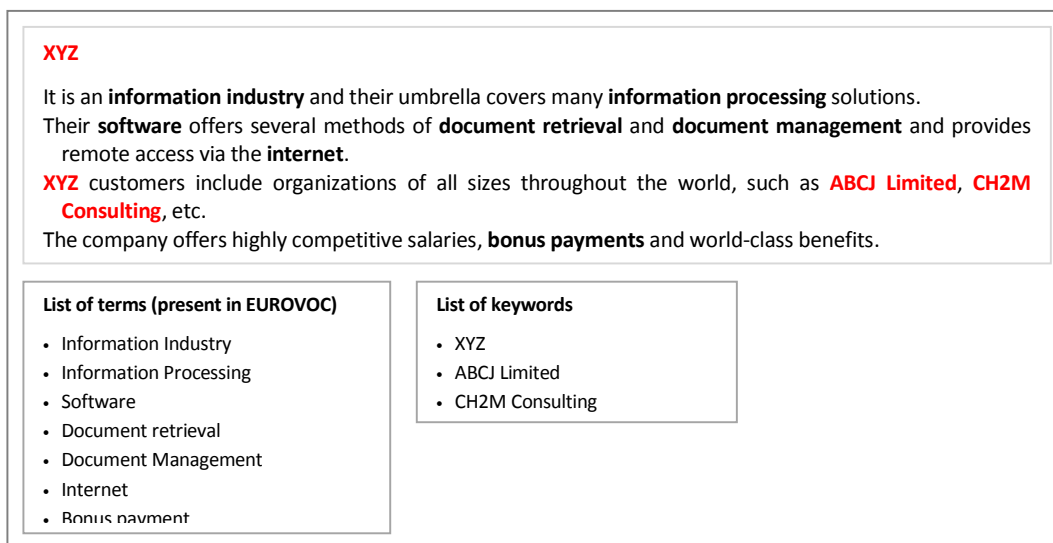 XYZ
It is an information industry and their umbrella covers many information processing solutions.
Their software offers several methods of document retrieval and document management and provides
remote access via the internet.
XYZ customers include organizations of all sizes throughout the world, such as ABCJ Limited, CH2M
Consulting, etc.
The company offers highly competitive salaries, bonus payments and world-class benefits.
List of terms (present in EUROVOC)
• Information Industry
• Information Processing
• Software
• Document retrieval
• Document Management
• Internet
• Bonus payment
List of keywords
• XYZ
• ABCJ Limited
• CH2M Consulting